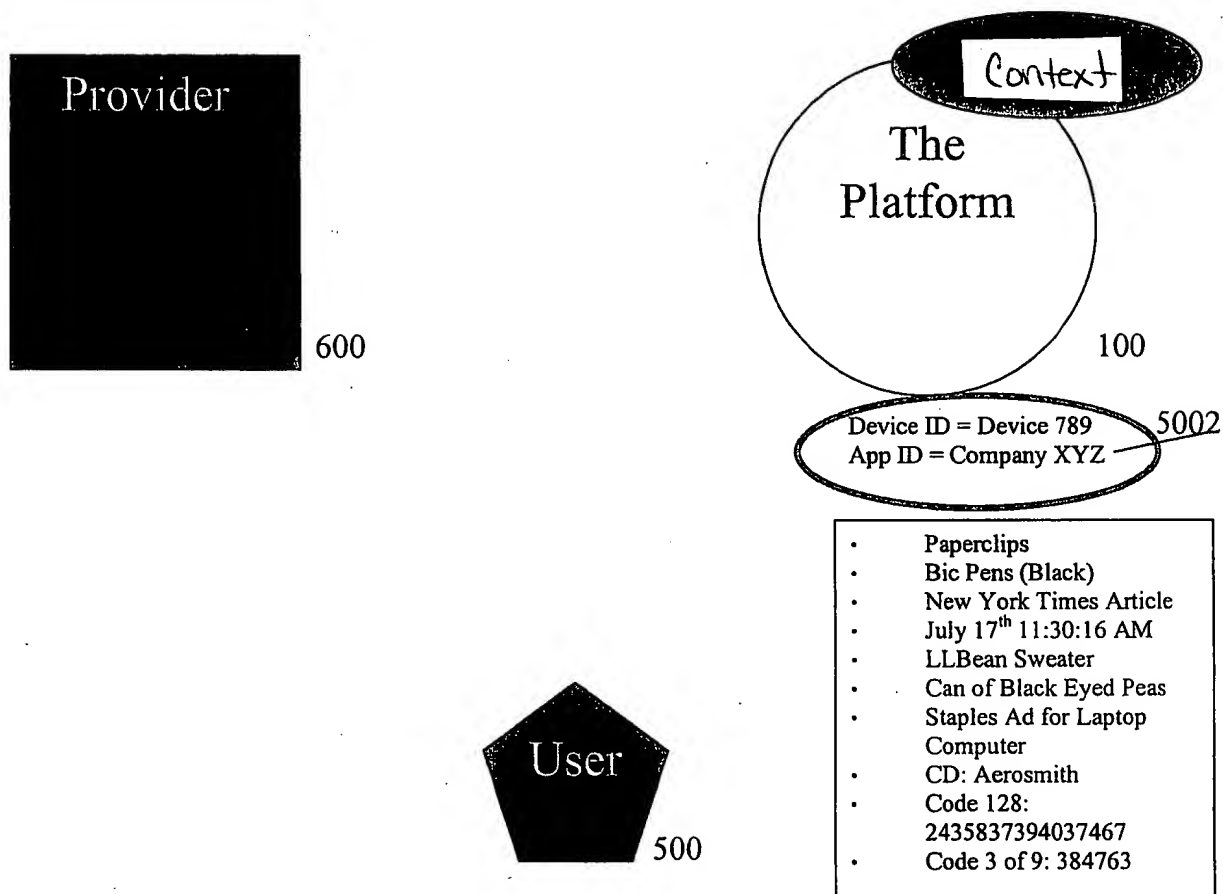 Provider
600
Context
The
Platform
100
Device ID = Device 789
App ID = Company XYZ
5002
· Paperclips
· Bic Pens (Black)
· New York Times Article
· July 17th 11:30:16 AM
· LLBean Sweater
· Can of Black Eyed Peas
· Staples Ad for Laptop
Computer
· CD: Aerosmith
· Code 128:
2435837394037467
· Code 3 of 9: 384763
User
500